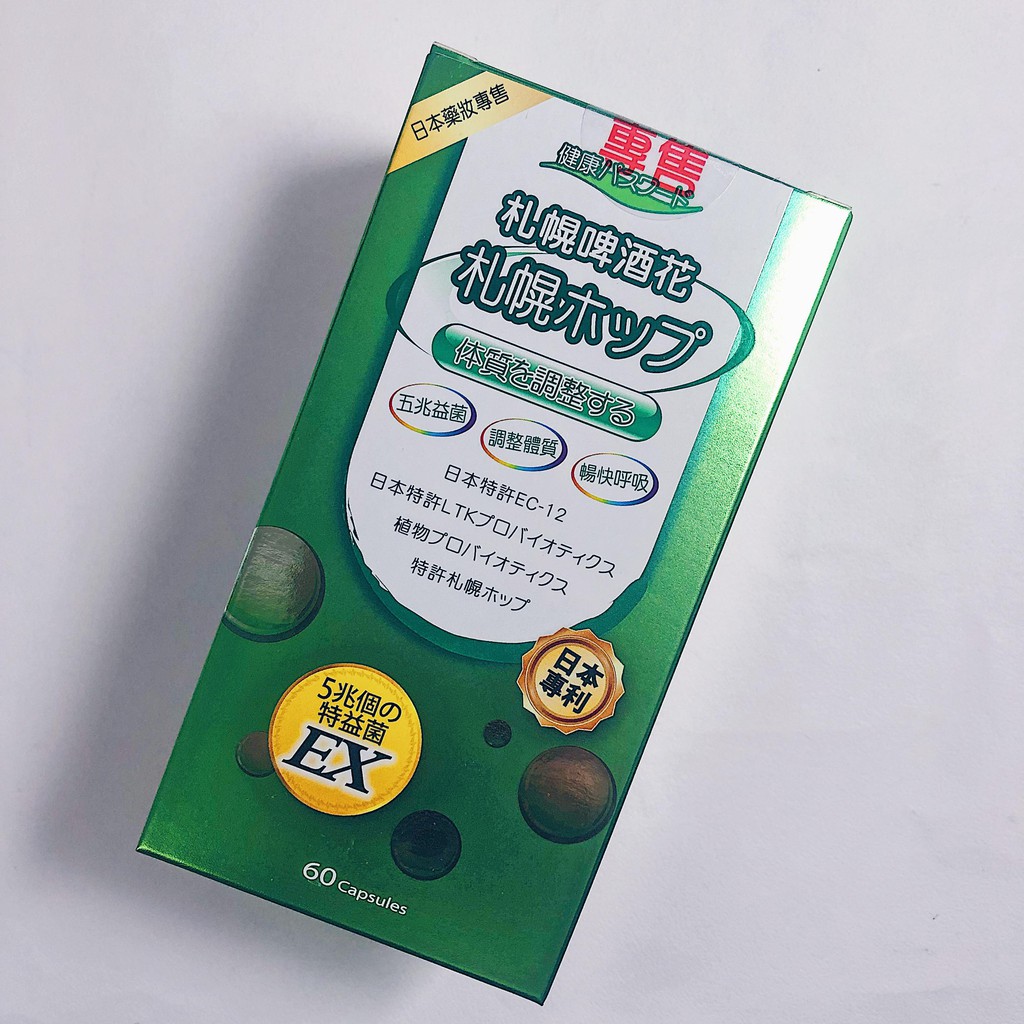 日本藥妝專售
專售
健康パスワード
札幌啤酒花
札幌ホップ
体質を調整する
五兆益菌
調整體質
暢快呼吸
日本特許EC-12
日本特許LTKプロバイオティクス
植物プロバイオティクス
特許札幌ホップ
日本
專利
5兆個の
特益菌
EX
60 Capsules